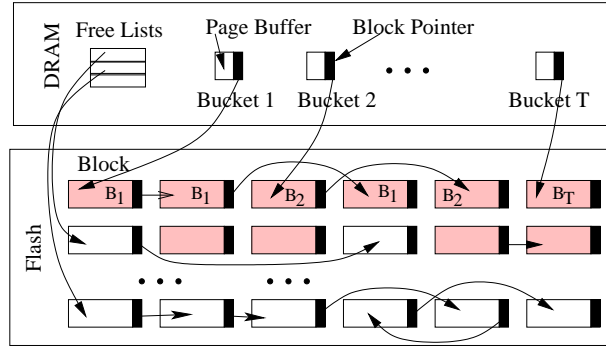 DRAM
Free Lists
Page Buffer
Block Pointer
Bucket 1
Bucket 2
• • •
Bucket T
Flash
Block
B1 B1 B2 B1 B2 BT
• • • • • • •